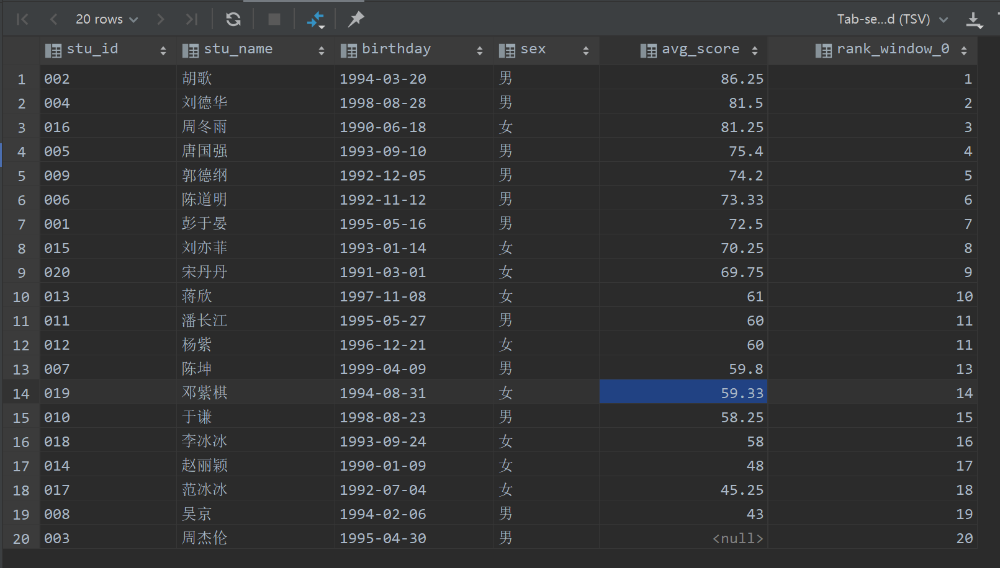 20 rows Tab-se...d (TSV)
stu_id stu_name birthday sex avg_score rank_window_0
1 002 胡歌 1994-03-20 男 86.25 1
2 004 刘德华 1998-08-28 男 81.5 2
3 016 周冬雨 1990-06-18 女 81.25 3
4 005 唐国强 1993-09-10 男 75.4 4
5 009 郭德纲 1992-12-05 男 74.2 5
6 006 陈道明 1992-11-12 男 73.33 6
7 001 彭于晏 1995-05-16 男 72.5 7
8 015 刘亦菲 1993-01-14 女 70.25 8
9 020 宋丹丹 1991-03-01 女 69.75 9
10 013 蒋欣 1997-11-08 女 61 10
11 011 潘长江 1995-05-27 男 60 11
12 012 杨紫 1996-12-21 女 60 11
13 007 陈坤 1999-04-09 男 59.8 13
14 019 邓紫棋 1994-08-31 女 59.33 14
15 010 于谦 1998-08-23 男 58.25 15
16 018 李冰冰 1993-09-24 女 58 16
17 014 赵丽颖 1990-01-09 女 48 17
18 017 范冰冰 1992-07-04 女 45.25 18
19 008 吴京 1994-02-06 男 43 19
20 003 周杰伦 1995-04-30 男 <null> 20